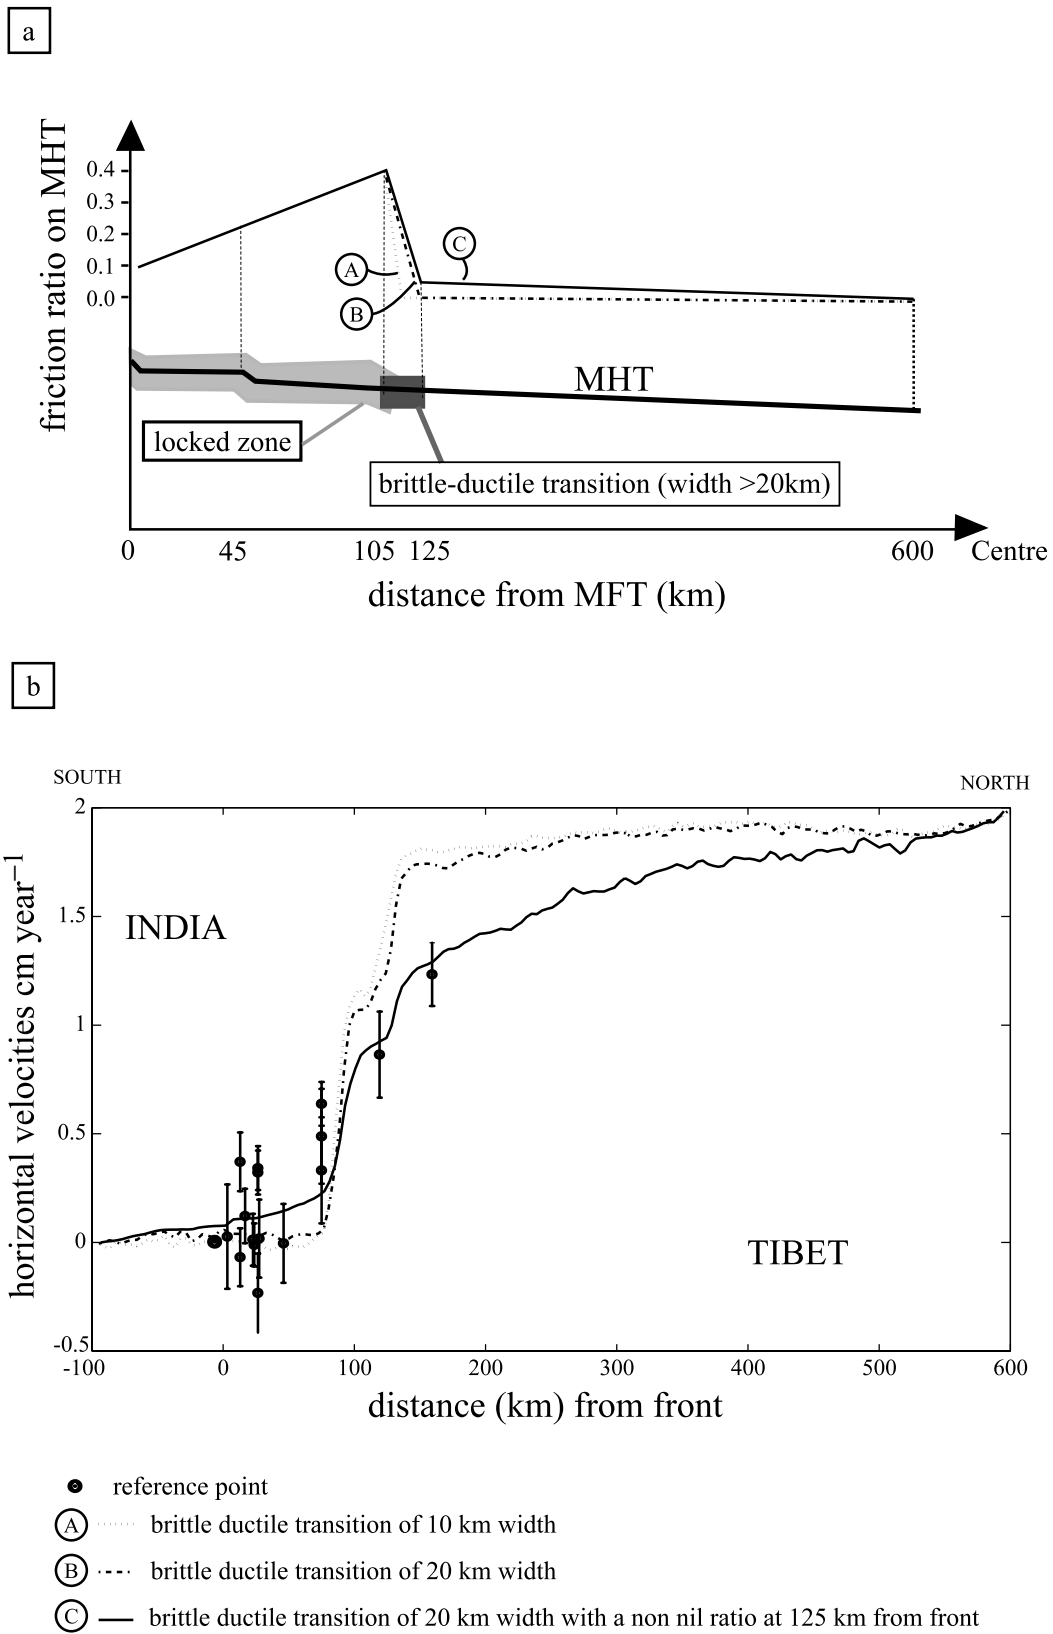 a
friction ratio on MHT
0.4
0.3
0.2
0.1
0.0
A
B
C
MHT
locked zone
brittle-ductile transition (width >20km)
0 45 105 125 600 Centre
distance from MFT (km)
b
SOUTH NORTH
horizontal velocities cm year−1
2
1.5
1
0.5
0
-0.5
INDIA
TIBET
-100 0 100 200 300 400 500 600
distance (km) from front
reference point
A brittle ductile transition of 10 km width
B brittle ductile transition of 20 km width
C brittle ductile transition of 20 km width with a non nil ratio at 125 km from front